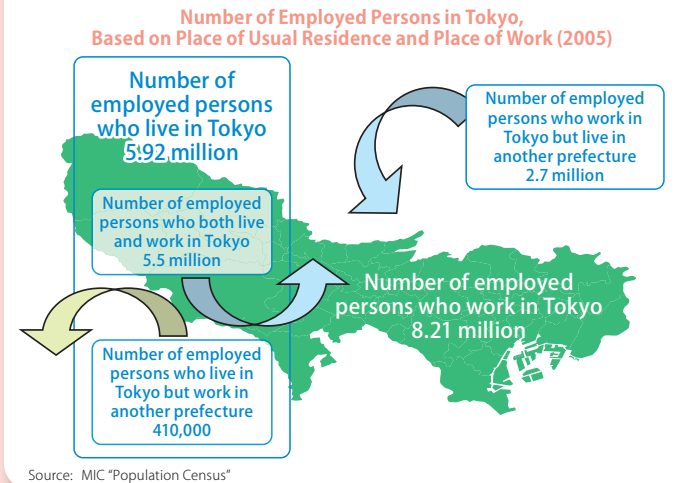 Number of Employed Persons in Tokyo,
Based on Place of Usual Residence and Place of Work (2005)
Number of
employed persons
who live in Tokyo
5.92 million
Number of employed
persons who both live
and work in Tokyo
5.5 million
Number of employed
persons who live in
Tokyo but work in
another prefecture
410,000
Number of employed
persons who work in
Tokyo but live in
another prefecture
2.7 million
Number of employed
persons who work in Tokyo
8.21 million
Source: MIC “Population Census”